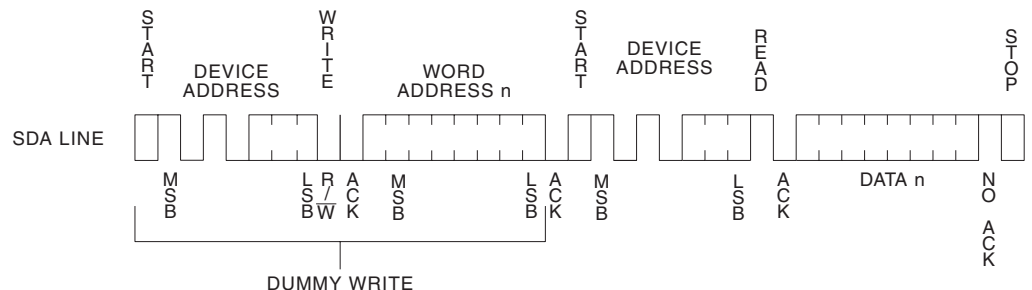 START
WRITE
START
READ
STOP
DEVICE
ADDRESS
WORD
ADDRESS n
DEVICE
ADDRESS
SDA LINE
MSB
LSB
R/W
ACK
MSB
LSB
ACK
MSB
LSB
ACK
DATA n
NO ACK
DUMMY WRITE